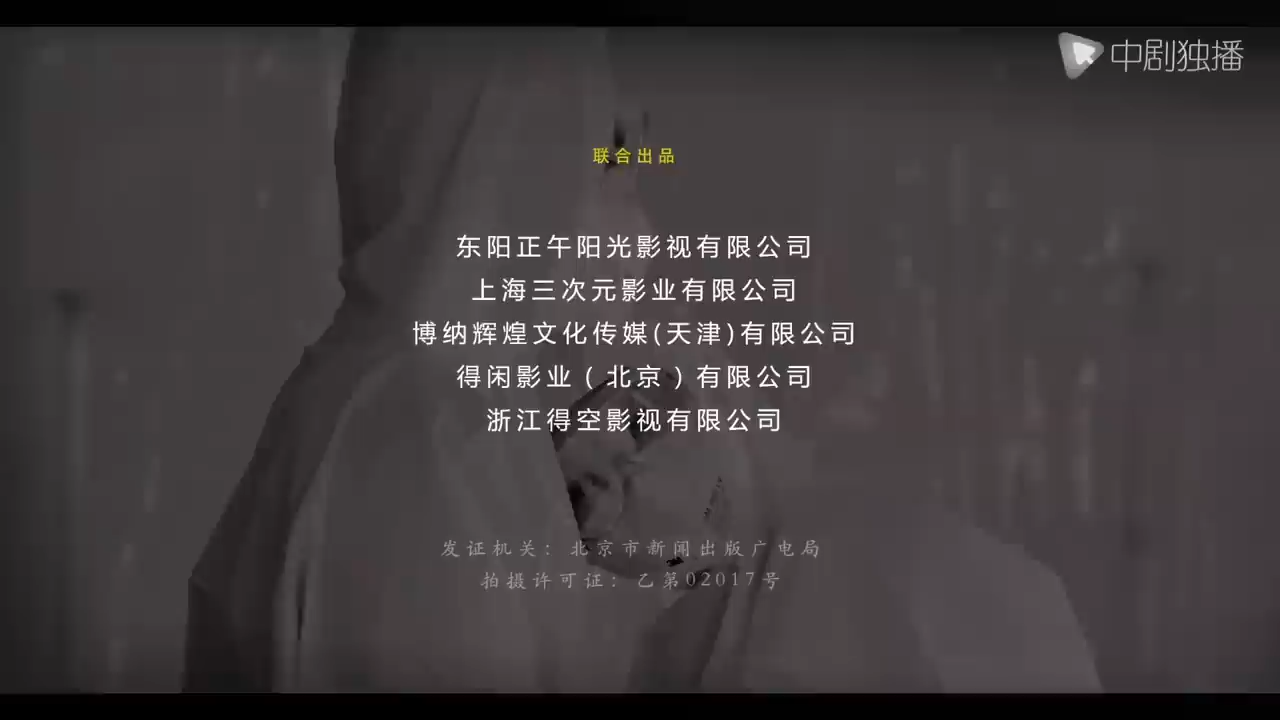 中剧独播
联合出品
东阳正午阳光影视有限公司
上海三次元影业有限公司
博纳辉煌文化传媒(天津)有限公司
得闲影业（北京）有限公司
浙江得空影视有限公司
发证机关：北京市新闻出版广电局
拍摄许可证：乙第02017号